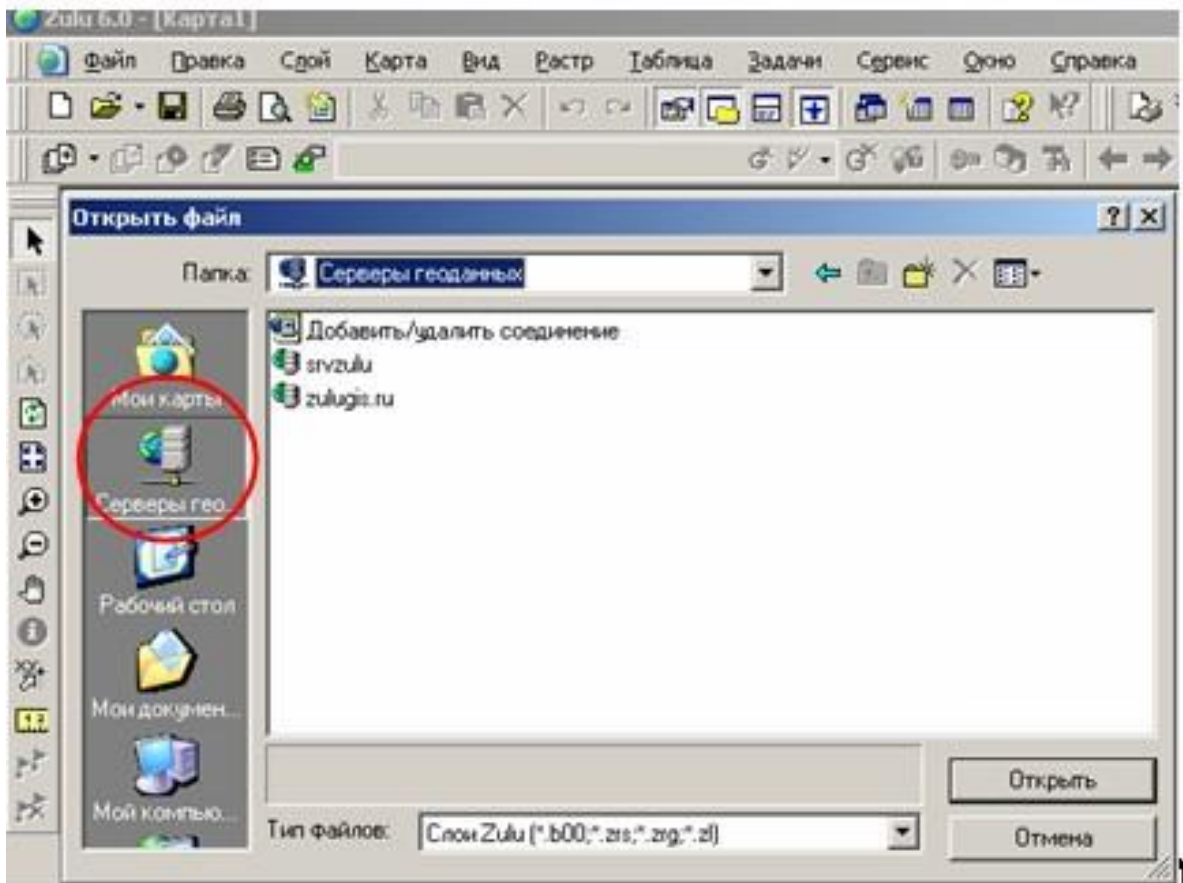 Zulu 6.0 - [Карта1]
Файл Правка Слой Карта Вид Растр Таблица Задачи Сервис Окно Справка
Открыть файл
Папка: Серверы геоданных
Мои карты
Серверы гео...
Рабочий стол
Мои докумен...
Мой компью...
Добавить/удалить соединение
srvzulu
zulugis.ru
Открыть
Тип файлов: Слои Zulu (*.b00;*.zrs;*.zrg;*.zl)
Отмена